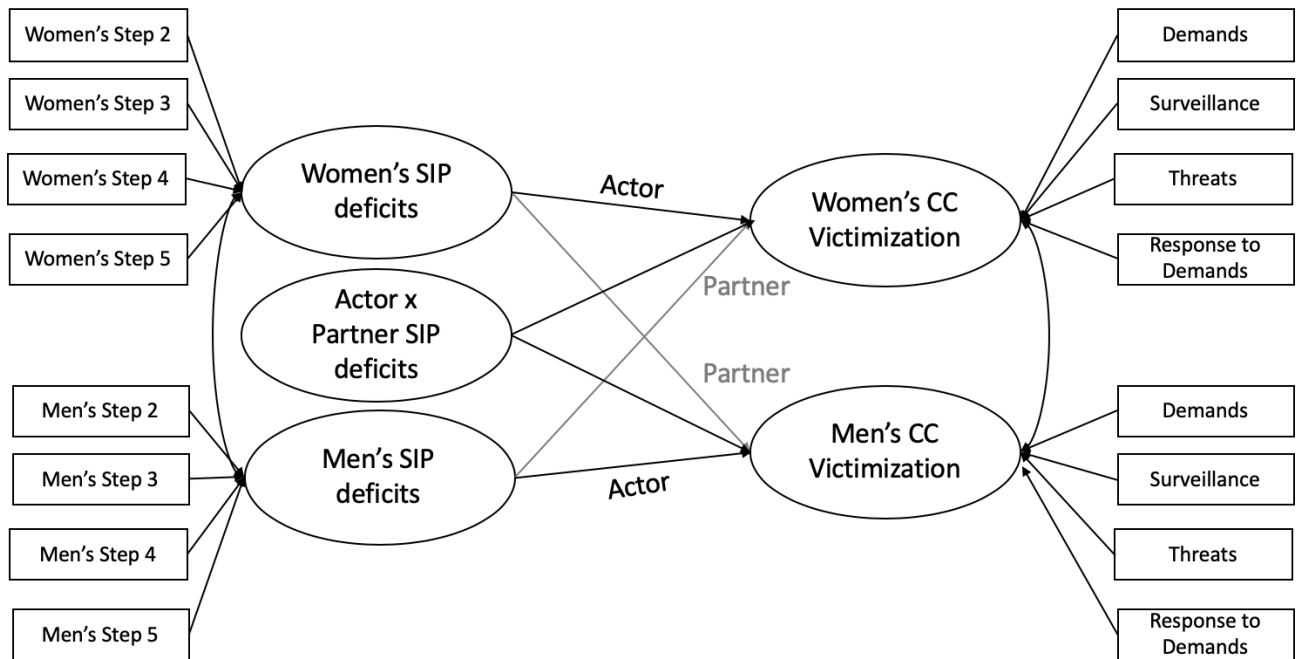 Women's Step 2
Women's Step 3
Women's Step 4
Women's Step 5
Women's SIP
deficits
Actor x
Partner SIP
deficits
Men's Step 2
Men's Step 3
Men's Step 4
Men's Step 5
Men's SIP
deficits
Actor
Partner
Partner
Actor
Women's CC
Victimization
Men's CC
Victimization
Demands
Surveillance
Threats
Response to
Demands
Demands
Surveillance
Threats
Response to
Demands